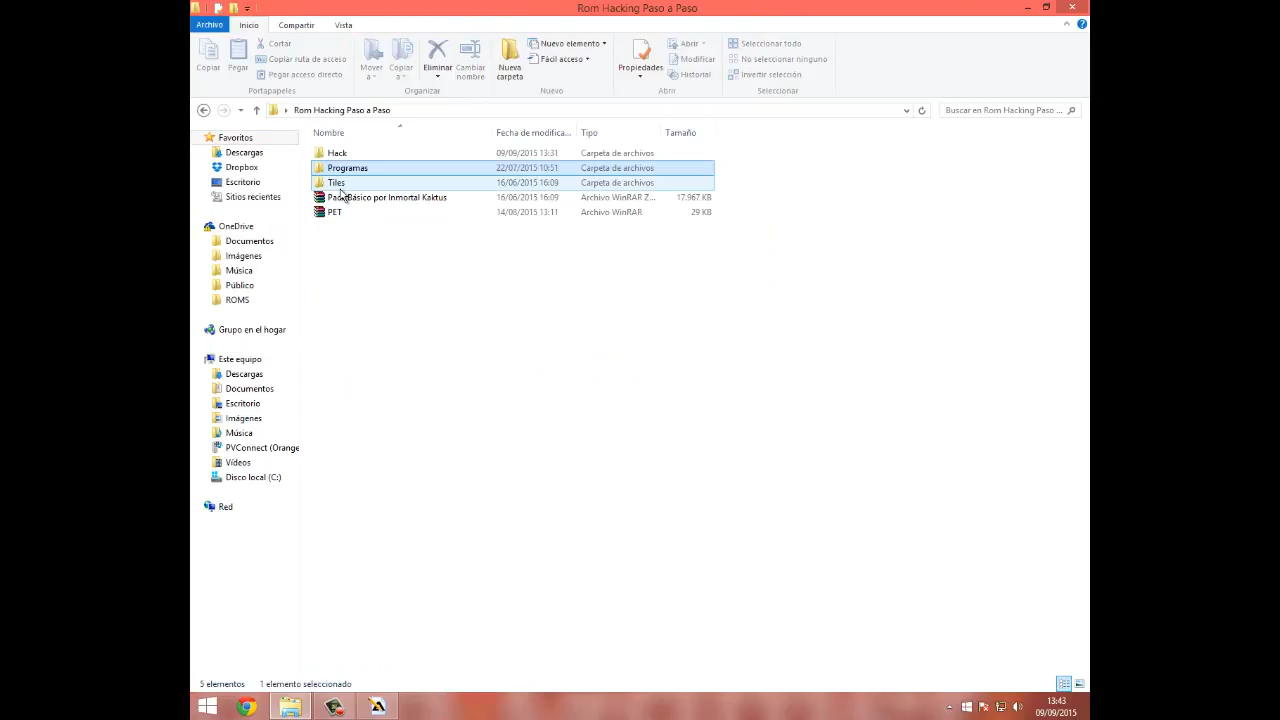 Rom Hacking Paso a Paso
Archivo Inicio Compartir Vista
Copiar
Pegar
Cortar
Copiar ruta de acceso
Pegar acceso directo
Portapapeles
Mover a
Copiar a
Eliminar
Cambiar nombre
Organizar
Nueva carpeta
Nuevo elemento
Fácil acceso
Nuevo
Propiedades
Abrir
Modificar
Historial
Abrir
Seleccionar todo
No seleccionar ninguno
Invertir selección
Seleccionar
Rom Hacking Paso a Paso
Buscar en Rom Hacking Paso ...
Nombre Fecha de modifica... Tipo Tamaño
Hack 09/09/2015 13:31 Carpeta de archivos
Programas 22/07/2015 10:51 Carpeta de archivos
Tiles 16/06/2015 16:09 Carpeta de archivos
Básico por Inmortal Kaktus 16/06/2015 16:09 Archivo WinRAR Z... 17.967 KB
PET 14/08/2015 13:11 Archivo WinRAR 29 KB
Favoritos
Descargas
Dropbox
Escritorio
Sitios recientes
OneDrive
Documentos
Imágenes
Música
Público
ROMS
Grupo en el hogar
Este equipo
Descargas
Documentos
Escritorio
Imágenes
Música
PVConnect (Orange
Vídeos
Disco local (C:)
Red
5 elementos 1 elemento seleccionado
13:43
09/09/2015